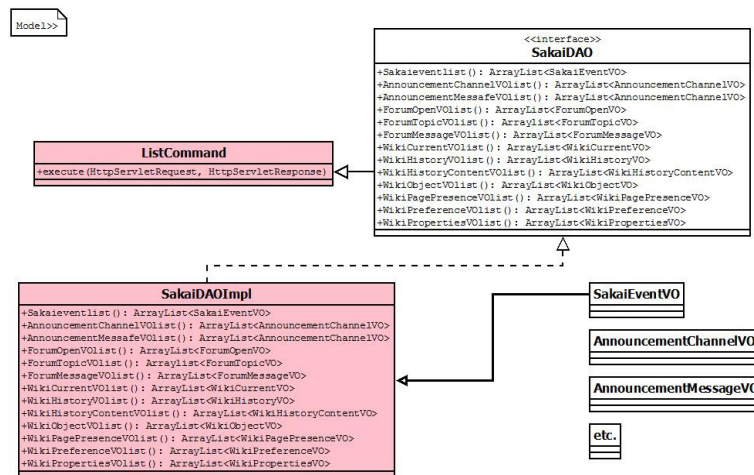 Model>>
<<interface>>
SakaiDAO
+Sakaieventlist(): ArrayList<SakaiEventVO>
+AnnouncementChannelVOlist(): ArrayList<AnnouncementChannelVO>
+AnnouncementMessafeVOlist(): ArrayList<AnnouncementChannelVO>
+ForumOpenVOlist(): ArrayList<ForumOpenVO>
+ForumTopicVOlist(): ArrayList<ForumTopicVO>
+ForumMessageVOlist(): ArrayList<ForumMessageVO>
+WikiCurrentVOlist(): ArrayList<WikiCurrentVO>
+WikiHistoryVOlist(): ArrayList<WikiHistoryVO>
+WikiHistoryContentVOlist(): ArrayList<WikiHistoryContentVO>
+WikiObjectVOlist(): ArrayList<WikiObjectVO>
+WikiPagePresenceVOlist(): ArrayList<WikiPagePresenceVO>
+WikiPreferenceVOlist(): ArrayList<WikiPreferenceVO>
+WikiPropertiesVOlist(): ArrayList<WikiPropertiesVO>
ListCommand
+execute(HttpServletRequest, HttpServletResponse)
SakaiDAOImpl
+Sakaieventlist(): ArrayList<SakaiEventVO>
+AnnouncementChannelVOlist(): ArrayList<AnnouncementChannelVO>
+AnnouncementMessafeVOlist(): ArrayList<AnnouncementChannelVO>
+ForumOpenVOlist(): ArrayList<ForumOpenVO>
+ForumTopicVOlist(): ArrayList<ForumTopicVO>
+ForumMessageVOlist(): ArrayList<ForumMessageVO>
+WikiCurrentVOlist(): ArrayList<WikiCurrentVO>
+WikiHistoryVOlist(): ArrayList<WikiHistoryVO>
+WikiHistoryContentVOlist(): ArrayList<WikiHistoryContentVO>
+WikiObjectVOlist(): ArrayList<WikiObjectVO>
+WikiPagePresenceVOlist(): ArrayList<WikiPagePresenceVO>
+WikiPreferenceVOlist(): ArrayList<WikiPreferenceVO>
+WikiPropertiesVOlist(): ArrayList<WikiPropertiesVO>
SakaiEventVO
AnnouncementChannelVO
AnnouncementMessageVO
etc.